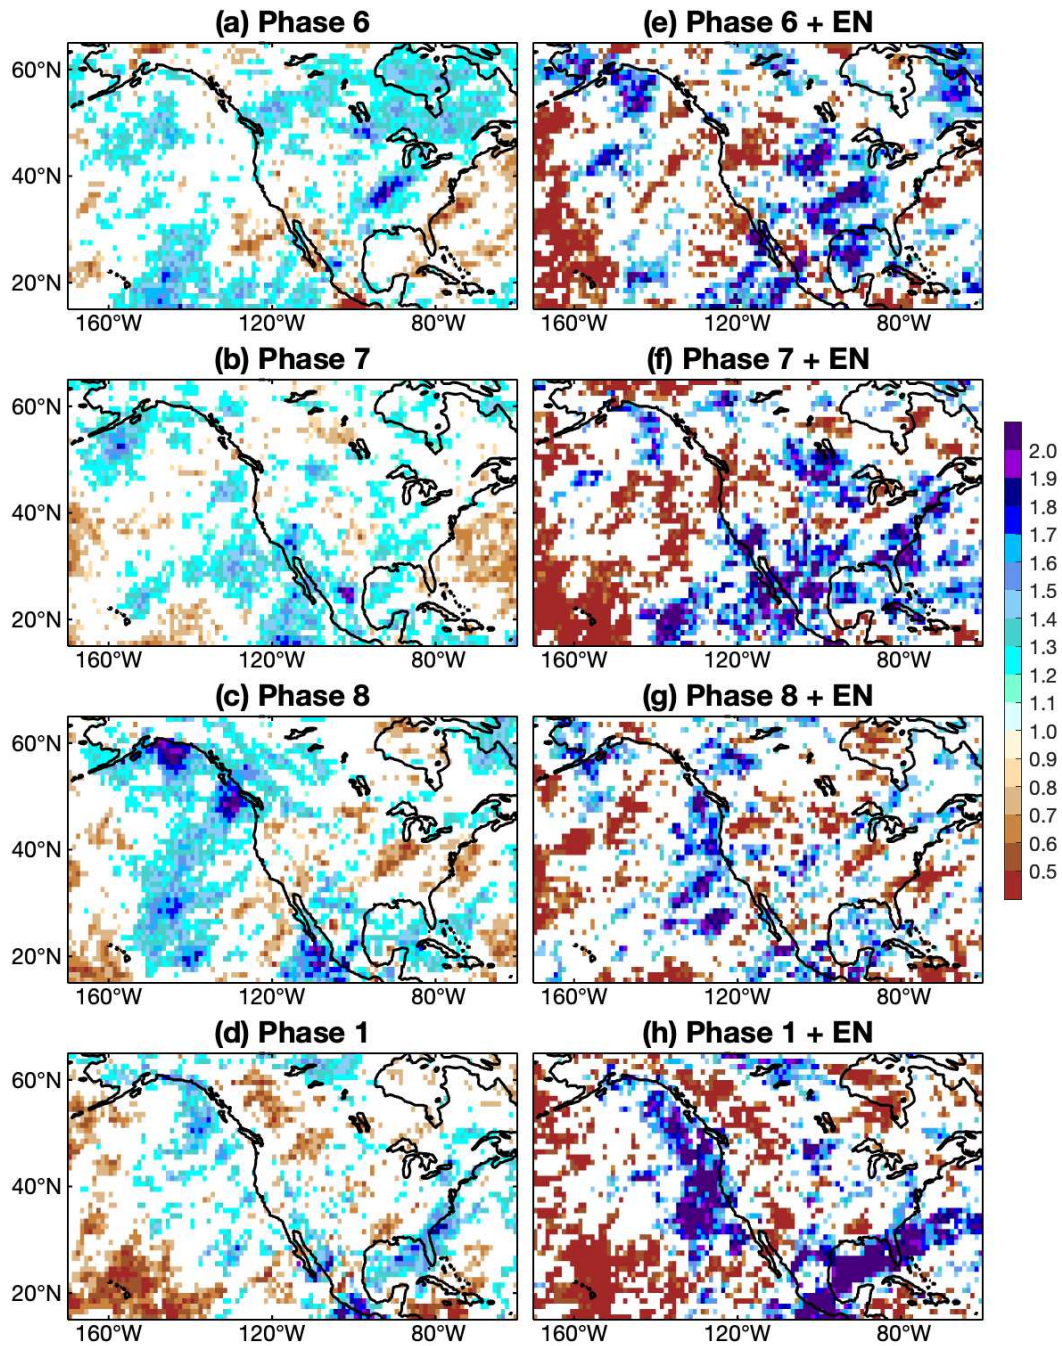 (a) Phase 6
(e) Phase 6 + EN
60°N
40°N
20°N
160°W 120°W 80°W
160°W 120°W 80°W
(b) Phase 7
(f) Phase 7 + EN
60°N
40°N
20°N
160°W 120°W 80°W
160°W 120°W 80°W
(c) Phase 8
(g) Phase 8 + EN
60°N
40°N
20°N
160°W 120°W 80°W
160°W 120°W 80°W
(d) Phase 1
(h) Phase 1 + EN
60°N
40°N
20°N
160°W 120°W 80°W
160°W 120°W 80°W
2.0
1.9
1.8
1.7
1.6
1.5
1.4
1.3
1.2
1.1
1.0
0.9
0.8
0.7
0.6
0.5